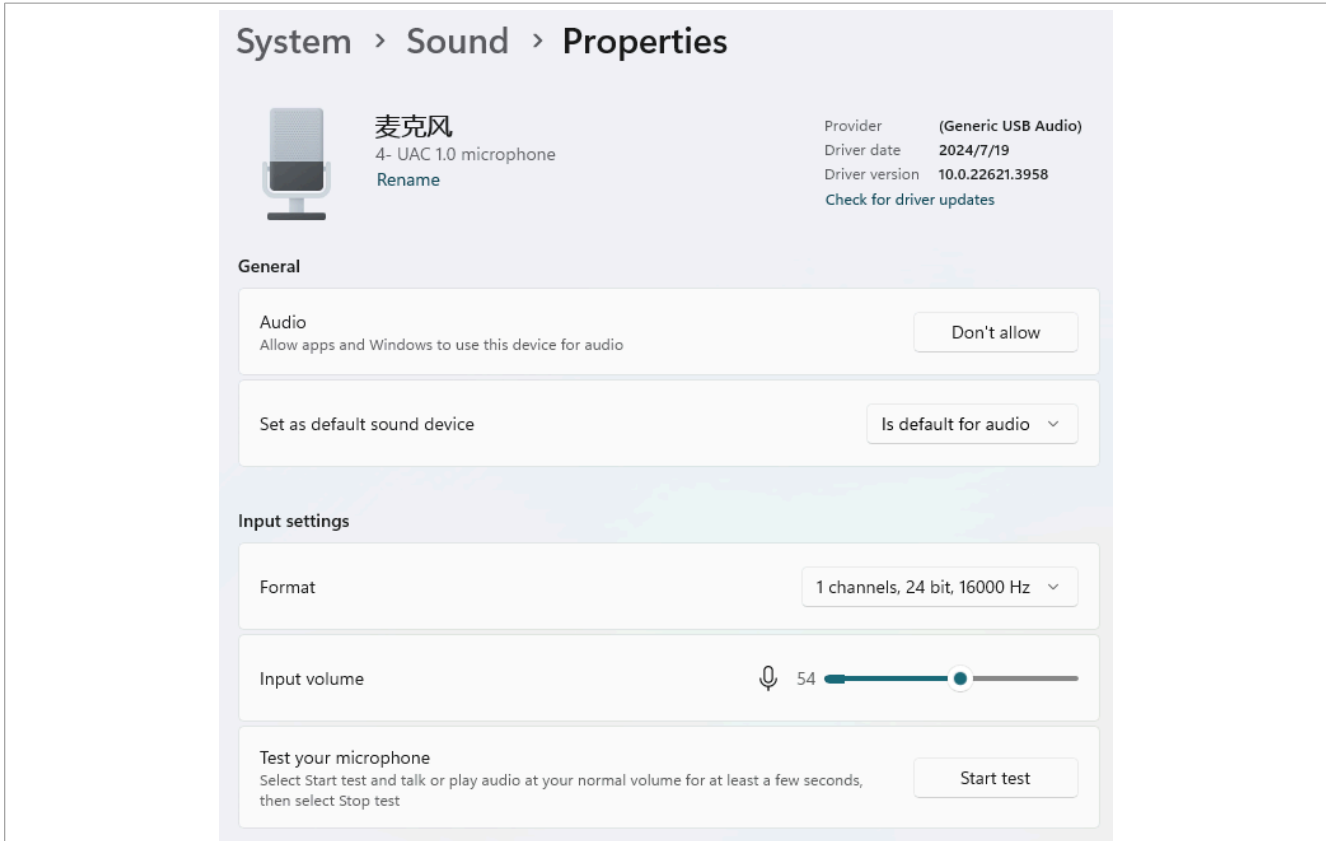 System > Sound > Properties
麦克风
4- UAC 1.0 microphone
Rename
Provider (Generic USB Audio)
Driver date 2024/7/19
Driver version 10.0.22621.3958
Check for driver updates
General
Audio
Allow apps and Windows to use this device for audio
Don't allow
Set as default sound device
Is default for audio
Input settings
Format
1 channels, 24 bit, 16000 Hz
Input volume
54
Test your microphone
Select Start test and talk or play audio at your normal volume for at least a few seconds,
then select Stop test
Start test